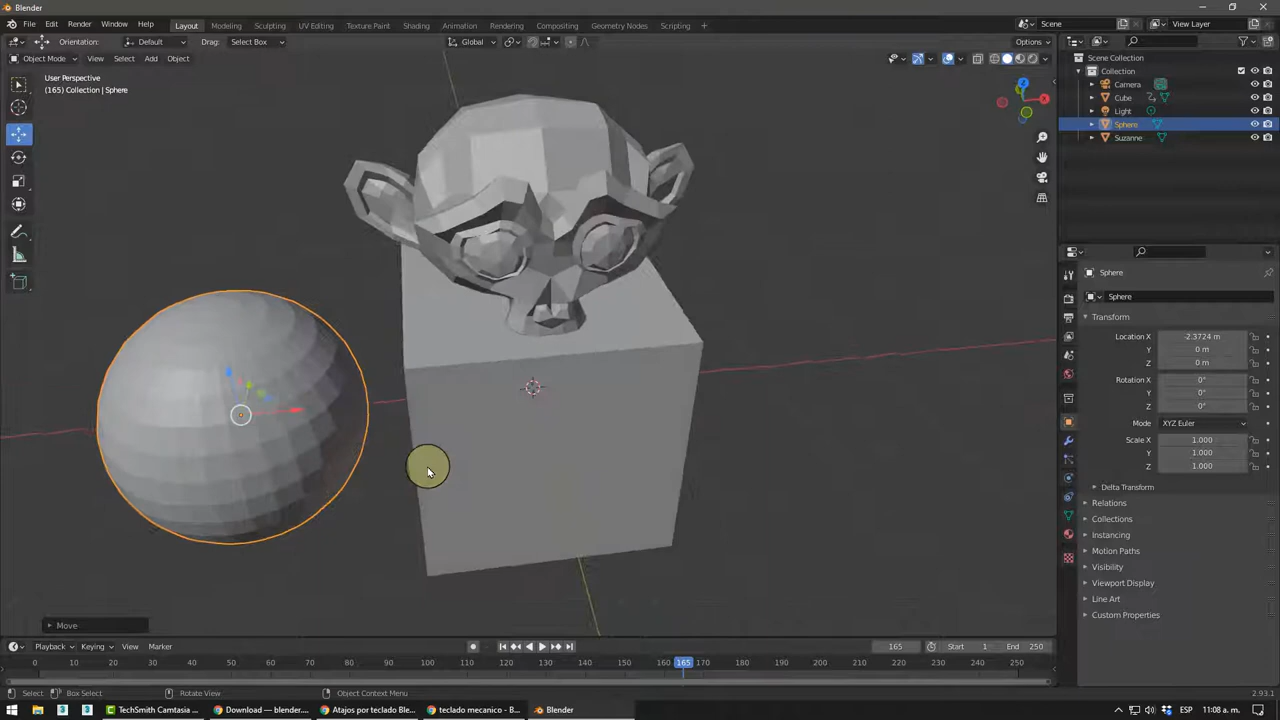 Blender
File Edit Render Window Help Layout Modeling Sculpting UV Editing Texture Paint Shading Animation Rendering Compositing Geometry Nodes Scripting + Scene View Layer
Orientation: Default Drag: Select Box Global Options
Object Mode View Select Add Object
User Perspective
(165) Collection | Sphere
Scene Collection
Collection
Camera
Cube
Light
Sphere
Suzanne
Sphere
Sphere
Transform
Location X -2.3724 m
Y 0 m
Z 0 m
Rotation X 0°
Y 0°
Z 0°
Mode XYZ Euler
Scale X 1.000
Y 1.000
Z 1.000
Delta Transform
Relations
Collections
Instancing
Motion Paths
Visibility
Viewport Display
Line Art
Custom Properties
X
Z
Move
Playback Keying View Marker 165 Start 1 End 250
0 10 20 30 40 50 60 70 80 90 100 110 120 130 140 150 165 170 180 190 200 210 220 230 240 250
Select Box Select Rotate View Object Context Menu 2.93.1
TechSmith Camtasia ... Download — blender.... Atajos por teclado Ble... teclado mecanico - B... Blender ESP 11:08 a. m.